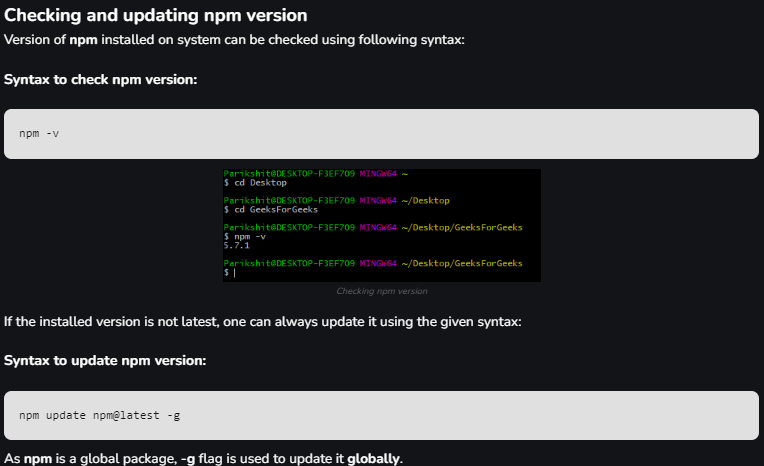 Checking and updating npm version
Version of npm installed on system can be checked using following syntax:
Syntax to check npm version:
npm -v
Parikshit@DESKTOP-F3EF7O9 MINGW64 ~
$ cd Desktop
Parikshit@DESKTOP-F3EF7O9 MINGW64 ~/Desktop
$ cd GeeksForGeeks
Parikshit@DESKTOP-F3EF7O9 MINGW64 ~/Desktop/GeeksForGeeks
$ npm -v
5.7.1
Parikshit@DESKTOP-F3EF7O9 MINGW64 ~/Desktop/GeeksForGeeks
$
Checking npm version
If the installed version is not latest, one can always update it using the given syntax:
Syntax to update npm version:
npm update npm@latest -g
As npm is a global package, -g flag is used to update it globally.